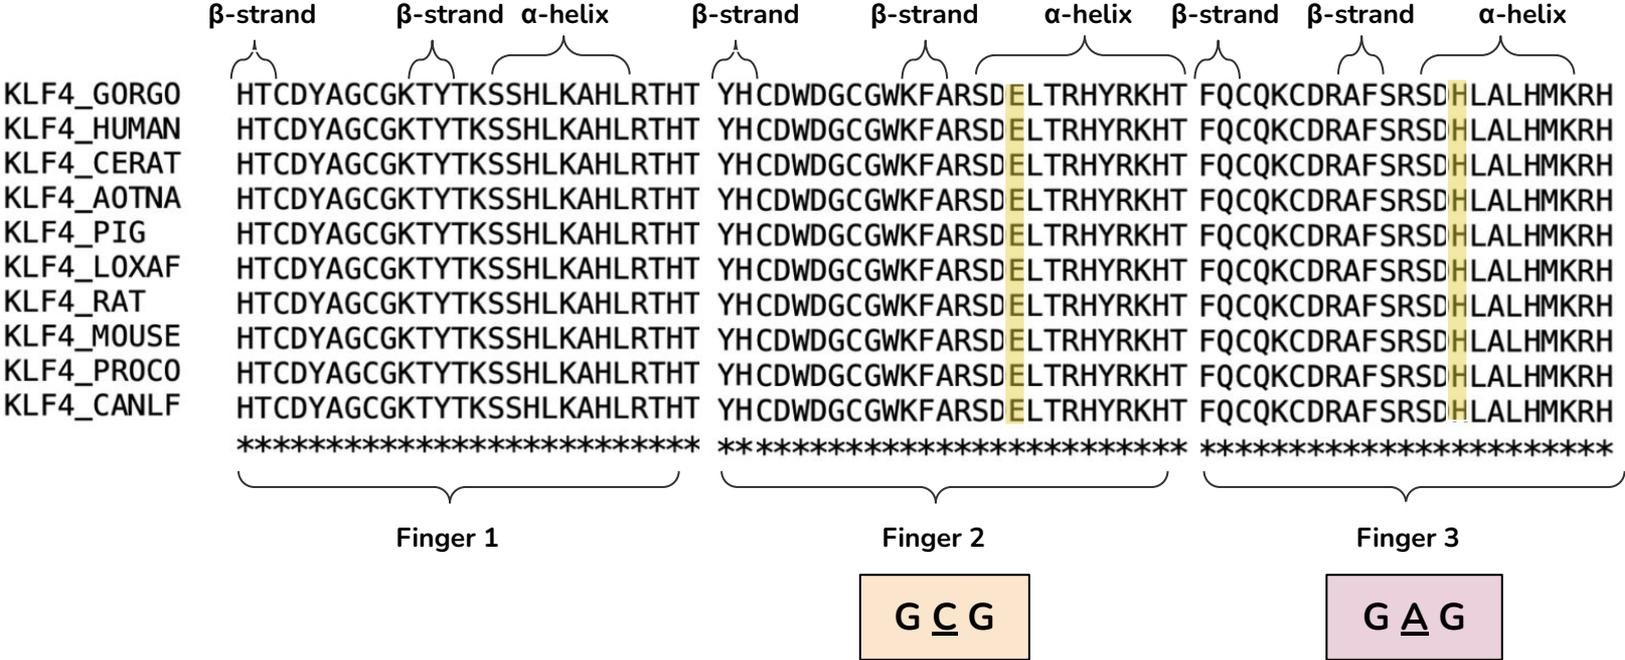 β-strand β-strand α-helix β-strand β-strand α-helix β-strand β-strand α-helix
KLF4_GORGO HTCDYAGCGKTYTKSSHLKAHLRTHT YHCDWDGCGWKFARSDELTRHYRKHT FQCQKCDRAFSRSDHLALHMKRH
KLF4_HUMAN HTCDYAGCGKTYTKSSHLKAHLRTHT YHCDWDGCGWKFARSDELTRHYRKHT FQCQKCDRAFSRSDHLALHMKRH
KLF4_CERAT HTCDYAGCGKTYTKSSHLKAHLRTHT YHCDWDGCGWKFARSDELTRHYRKHT FQCQKCDRAFSRSDHLALHMKRH
KLF4_AOTNA HTCDYAGCGKTYTKSSHLKAHLRTHT YHCDWDGCGWKFARSDELTRHYRKHT FQCQKCDRAFSRSDHLALHMKRH
KLF4_PIG HTCDYAGCGKTYTKSSHLKAHLRTHT YHCDWDGCGWKFARSDELTRHYRKHT FQCQKCDRAFSRSDHLALHMKRH
KLF4_LOXAF HTCDYAGCGKTYTKSSHLKAHLRTHT YHCDWDGCGWKFARSDELTRHYRKHT FQCQKCDRAFSRSDHLALHMKRH
KLF4_RAT HTCDYAGCGKTYTKSSHLKAHLRTHT YHCDWDGCGWKFARSDELTRHYRKHT FQCQKCDRAFSRSDHLALHMKRH
KLF4_MOUSE HTCDYAGCGKTYTKSSHLKAHLRTHT YHCDWDGCGWKFARSDELTRHYRKHT FQCQKCDRAFSRSDHLALHMKRH
KLF4_PROCO HTCDYAGCGKTYTKSSHLKAHLRTHT YHCDWDGCGWKFARSDELTRHYRKHT FQCQKCDRAFSRSDHLALHMKRH
KLF4_CANLF HTCDYAGCGKTYTKSSHLKAHLRTHT YHCDWDGCGWKFARSDELTRHYRKHT FQCQKCDRAFSRSDHLALHMKRH
************************** ************************** ***********************
Finger 1 Finger 2 Finger 3
G C G G A G